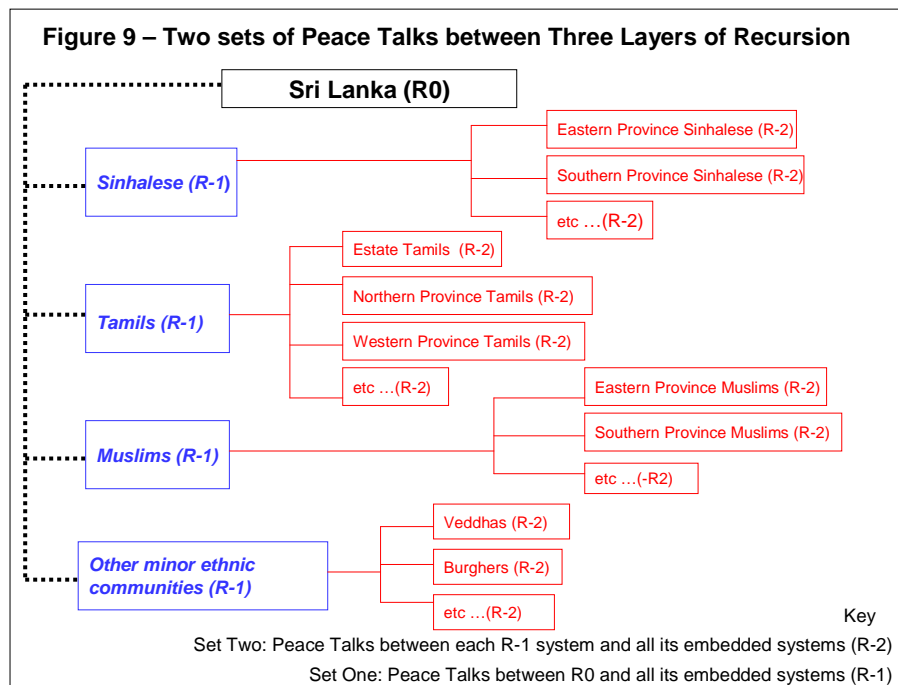 Figure 9 – Two sets of Peace Talks between Three Layers of Recursion
Sri Lanka (R0)
Sinhalese (R-1)
Eastern Province Sinhalese (R-2)
Southern Province Sinhalese (R-2)
etc …(R-2)
Tamils (R-1)
Estate Tamils (R-2)
Northern Province Tamils (R-2)
Western Province Tamils (R-2)
etc …(R-2)
Muslims (R-1)
Eastern Province Muslims (R-2)
Southern Province Muslims (R-2)
etc …(-R2)
Other minor ethnic
communities (R-1)
Veddhas (R-2)
Burghers (R-2)
etc …(R-2)
Key
Set Two: Peace Talks between each R-1 system and all its embedded systems (R-2)
Set One: Peace Talks between R0 and all its embedded systems (R-1)